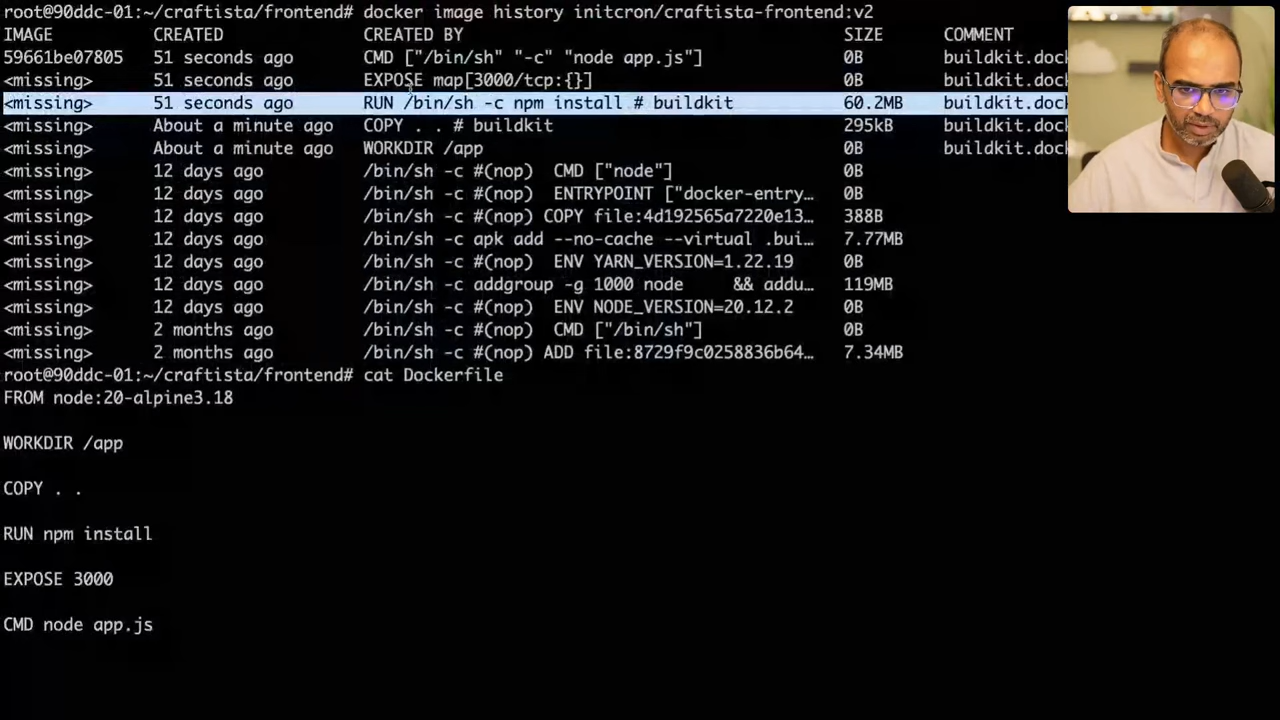 root@90ddc-01:~/craftista/frontend# docker image history initcron/craftista-frontend:v2
IMAGE CREATED CREATED BY SIZE COMMENT
59661be07805 51 seconds ago CMD ["/bin/sh" "-c" "node app.js"] 0B buildkit.dock
<missing> 51 seconds ago EXPOSE map[3000/tcp:{}] 0B buildkit.dock
<missing> 51 seconds ago RUN /bin/sh -c npm install # buildkit 60.2MB buildkit.dock
<missing> About a minute ago COPY . . # buildkit 295kB buildkit.dock
<missing> About a minute ago WORKDIR /app 0B buildkit.dock
<missing> 12 days ago /bin/sh -c #(nop) CMD ["node"] 0B
<missing> 12 days ago /bin/sh -c #(nop) ENTRYPOINT ["docker-entry… 0B
<missing> 12 days ago /bin/sh -c #(nop) COPY file:4d192565a7220e13… 388B
<missing> 12 days ago /bin/sh -c apk add --no-cache --virtual .bui… 7.77MB
<missing> 12 days ago /bin/sh -c #(nop) ENV YARN_VERSION=1.22.19 0B
<missing> 12 days ago /bin/sh -c addgroup -g 1000 node && addu… 119MB
<missing> 12 days ago /bin/sh -c #(nop) ENV NODE_VERSION=20.12.2 0B
<missing> 2 months ago /bin/sh -c #(nop) CMD ["/bin/sh"] 0B
<missing> 2 months ago /bin/sh -c #(nop) ADD file:8729f9c0258836b64… 7.34MB
root@90ddc-01:~/craftista/frontend# cat Dockerfile
FROM node:20-alpine3.18
WORKDIR /app
COPY . .
RUN npm install
EXPOSE 3000
CMD node app.js